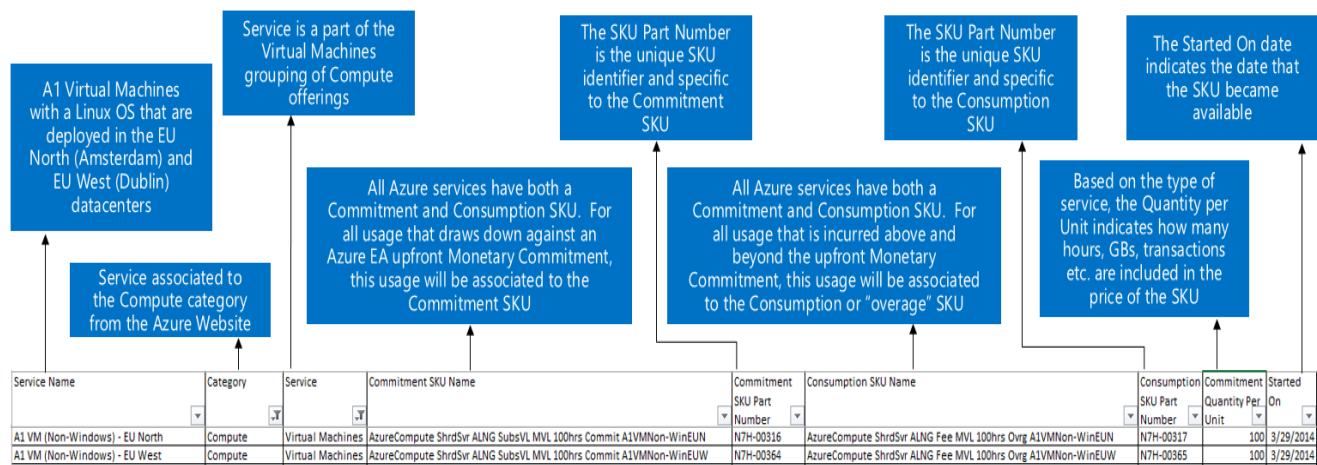 Service is a part of the
Virtual Machines
grouping of Compute
offerings
The SKU Part Number
is the unique SKU
identifier and specific
to the Commitment
SKU
The SKU Part Number
is the unique SKU
identifier and specific
to the Consumption
SKU
The Started On date
indicates the date that
the SKU became
available
A1 Virtual Machines
with a Linux OS that are
deployed in the EU
North (Amsterdam) and
EU West (Dublin)
datacenters
All Azure services have both a
Commitment and Consumption SKU. For
all usage that draws down against an
Azure EA upfront Monetary Commitment,
this usage will be associated to the
Commitment SKU
All Azure services have both a
Commitment and Consumption SKU. For
all usage that is incurred above and
beyond the upfront Monetary
Commitment, this usage will be associated
to the Consumption or “overage” SKU
Based on the type of
service, the Quantity per
Unit indicates how many
hours, GBs, transactions
etc. are included in the
price of the SKU
Service associated to
the Compute category
from the Azure Website
Service Name
Category
Service
Commitment SKU Name
Commitment
SKU Part
Number
Consumption SKU Name
Consumption
SKU Part
Number
Commitment
Quantity Per
Unit
Started
On
A1 VM (Non-Windows) - EU North Compute Virtual Machines AzureCompute ShrdSvr ALNG SubsVL MVL 100hrs Commit A1VMNon-WinEUN N7H-00316 AzureCompute ShrdSvr ALNG Fee MVL 100hrs Ovrg A1VMNon-WinEUN N7H-00317 100 3/29/2014
A1 VM (Non-Windows) - EU West Compute Virtual Machines AzureCompute ShrdSvr ALNG SubsVL MVL 100hrs Commit A1VMNon-WinEUW N7H-00364 AzureCompute ShrdSvr ALNG Fee MVL 100hrs Ovrg A1VMNon-WinEUW N7H-00365 100 3/29/2014